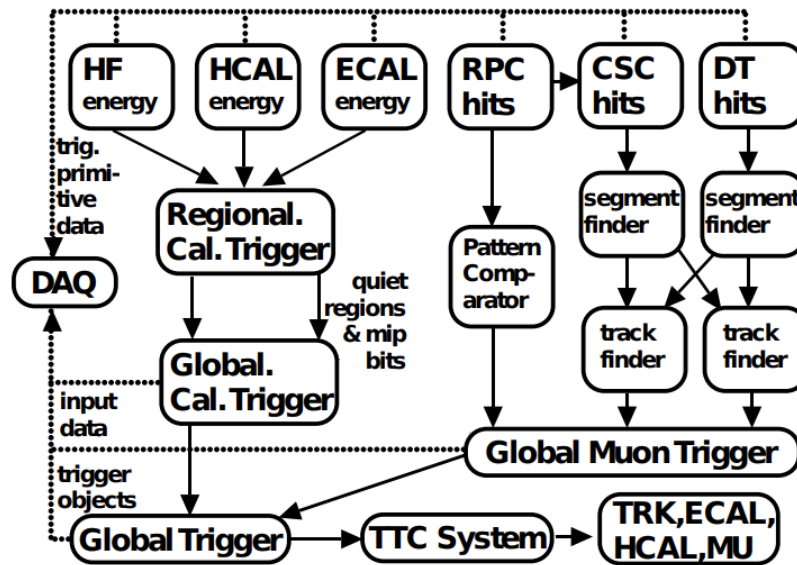 HF
energy
HCAL
energy
ECAL
energy
RPC
hits
CSC
hits
DT
hits
trig.
primi-
tive
data
Regional.
Cal. Trigger
segment
finder
segment
finder
Pattern
Comp-
arator
DAQ
quiet
regions
& mip
bits
Global.
Cal. Trigger
track
finder
track
finder
input
data
Global Muon Trigger
trigger
objects
Global Trigger
TTC System
TRK,ECAL,
HCAL,MU